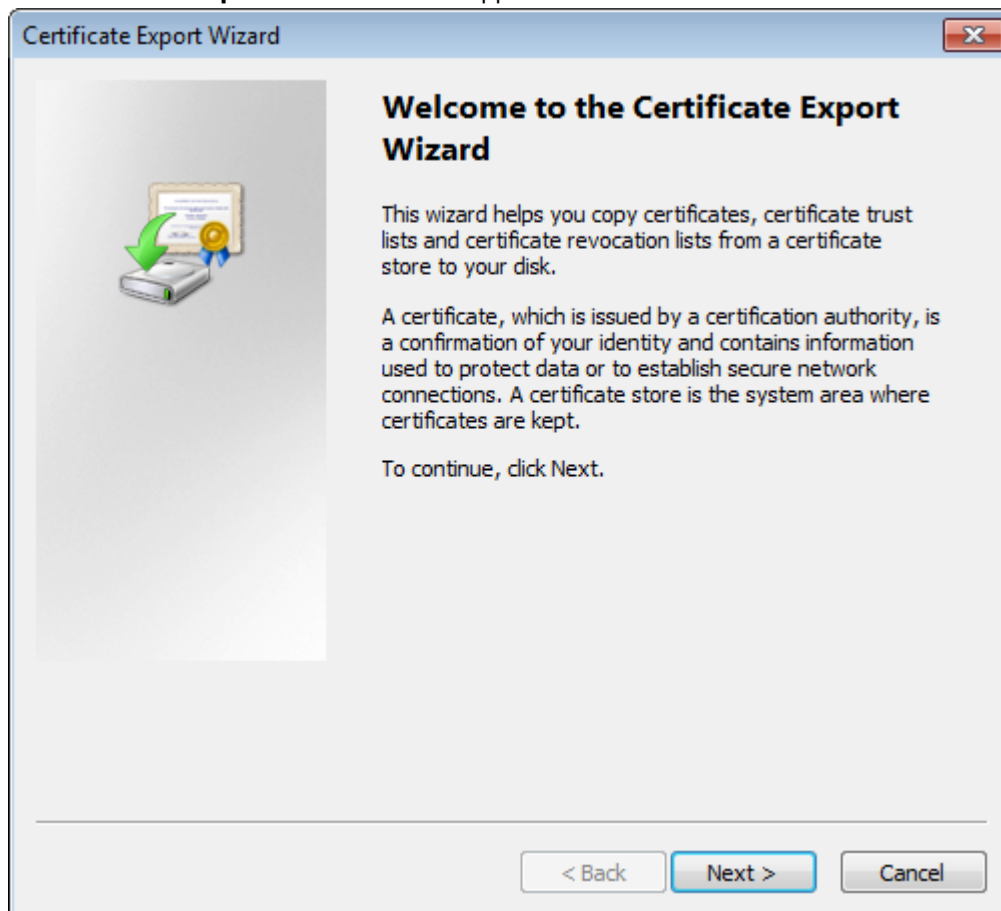 Certificate Export Wizard
Welcome to the Certificate Export
Wizard
This wizard helps you copy certificates, certificate trust
lists and certificate revocation lists from a certificate
store to your disk.
A certificate, which is issued by a certification authority, is
a confirmation of your identity and contains information
used to protect data or to establish secure network
connections. A certificate store is the system area where
certificates are kept.
To continue, click Next.
< Back Next > Cancel